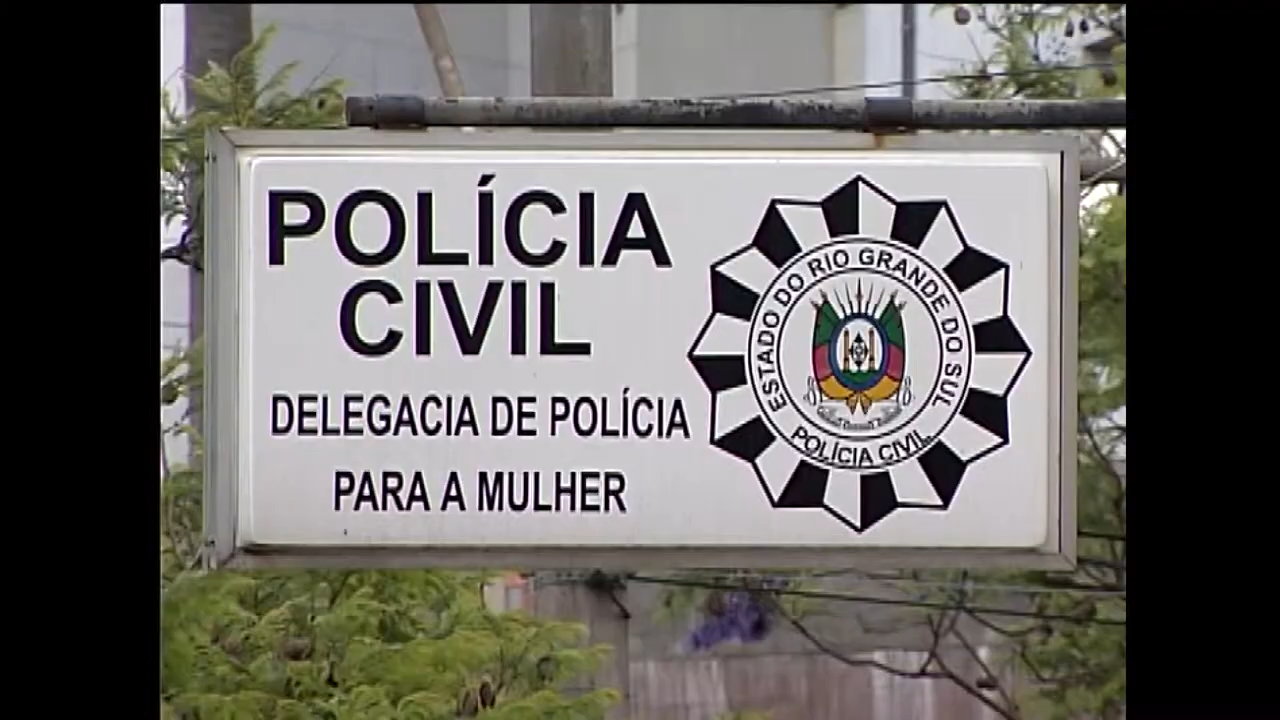 POLÍCIA
CIVIL
DELEGACIA DE POLÍCIA
PARA A MULHER
ESTADO DO RIO GRANDE DO SUL
POLÍCIA CIVIL